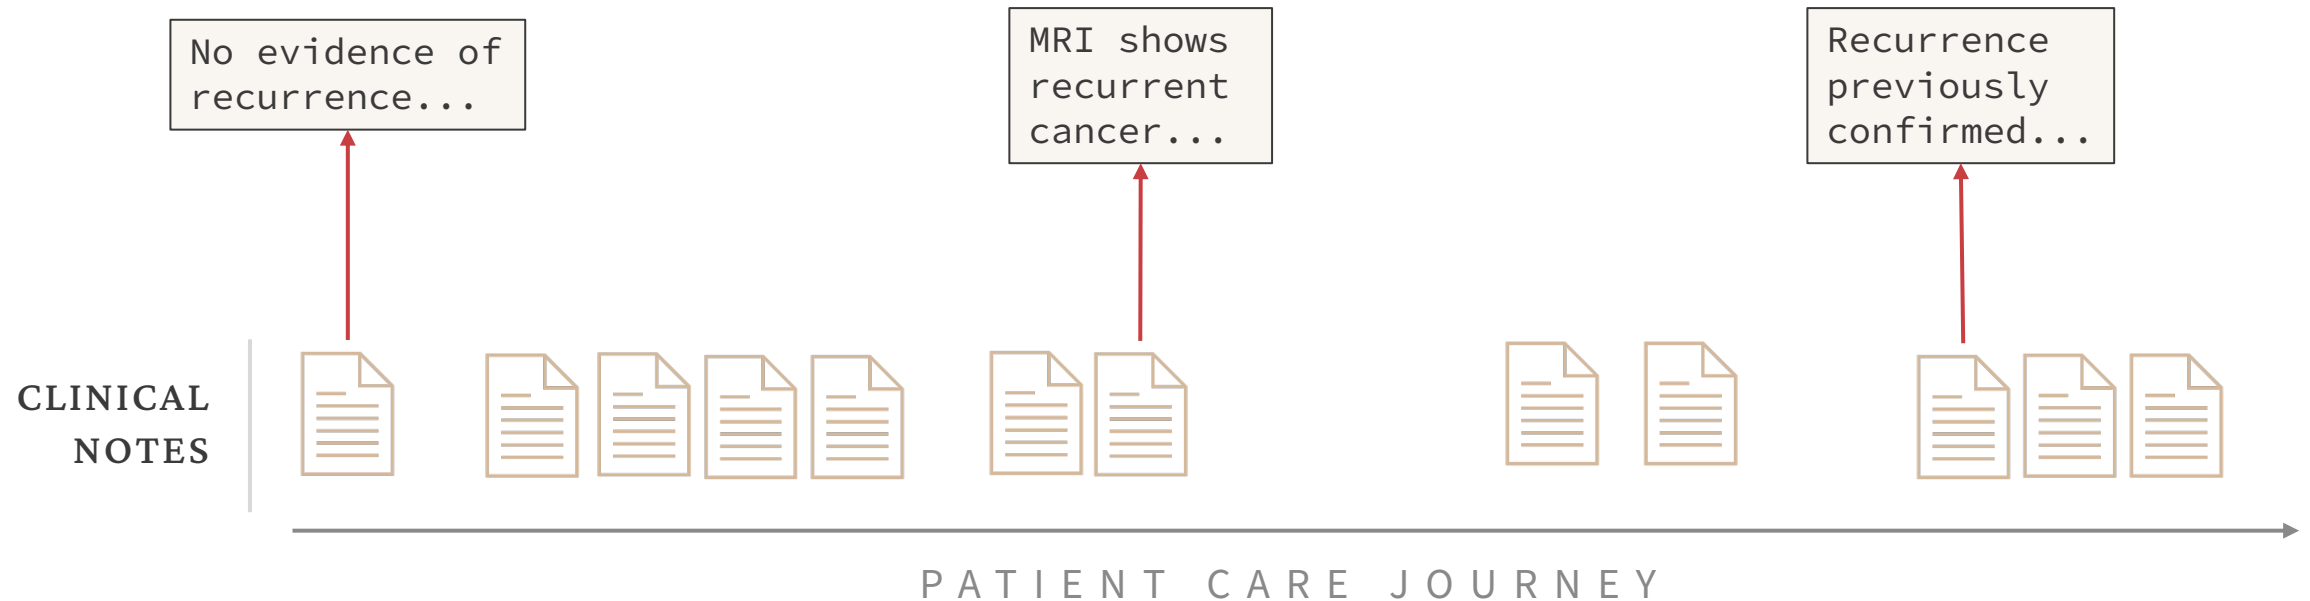 No evidence of
recurrence...
MRI shows
recurrent
cancer...
Recurrence
previously
confirmed...
CLINICAL
NOTES
PATIENT CARE JOURNEY